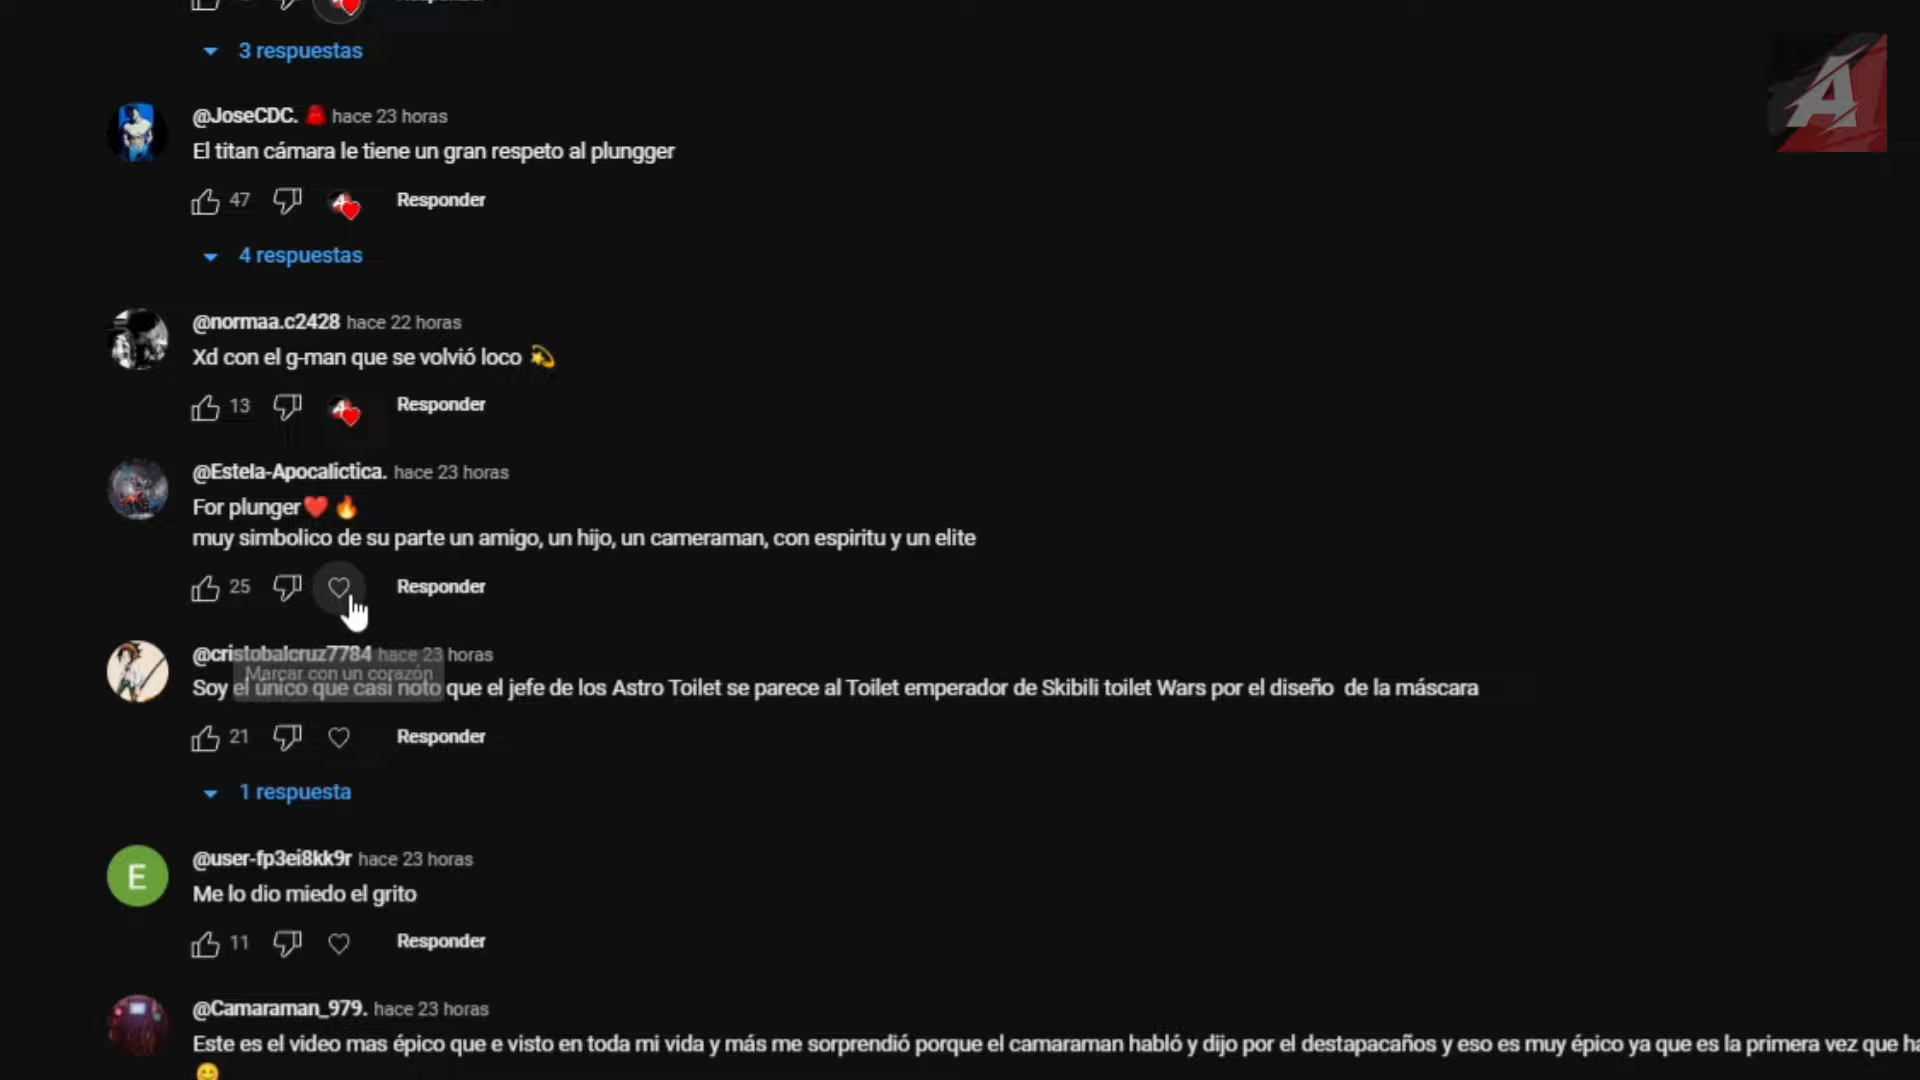 3 respuestas
@JoseCDC. hace 23 horas
El titan cámara le tiene un gran respeto al plungger
47 Responder
4 respuestas
@normaa.c2428 hace 22 horas
Xd con el g-man que se volvió loco 💫
13 Responder
@Estela-Apocalictica. hace 23 horas
For plunger❤️ 🔥
muy simbolico de su parte un amigo, un hijo, un cameraman, con espiritu y un elite
25 Responder
@cristobalcruz7784 hace 23 horas
Marcar con un corazón
Soy el único que casi noto que el jefe de los Astro Toilet se parece al Toilet emperador de Skibili toilet Wars por el diseño de la máscara
21 Responder
1 respuesta
E
@user-fp3ei8kk9r hace 23 horas
Me lo dio miedo el grito
11 Responder
@Camaraman_979. hace 23 horas
Este es el video mas épico que e visto en toda mi vida y más me sorprendió porque el camaraman habló y dijo por el destapacaños y eso es muy épico ya que es la primera vez que
😊
A